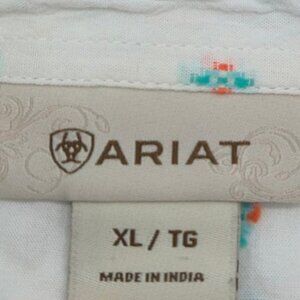 ARIAT
XL / TG
MADE IN INDIA